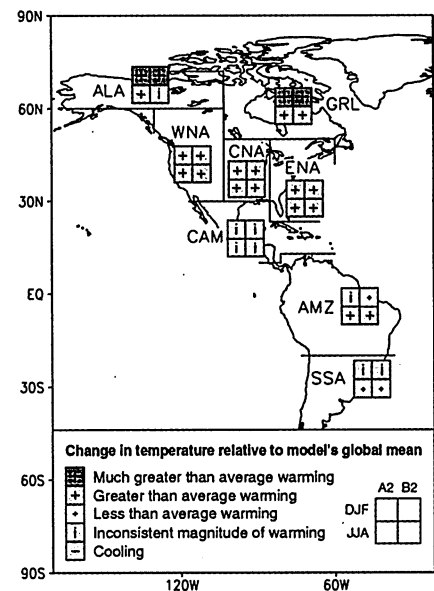 90N
ALA
GRL
60N
WNA
CNA
ENA
30N
CAM
EQ
AMZ
SSA
30S
Change in temperature relative to model's global mean
Much greater than average warming
Greater than average warming
Less than average warming
Inconsistent magnitude of warming
Cooling
A2 B2
DJF
JJA
60S
90S
120W
60W